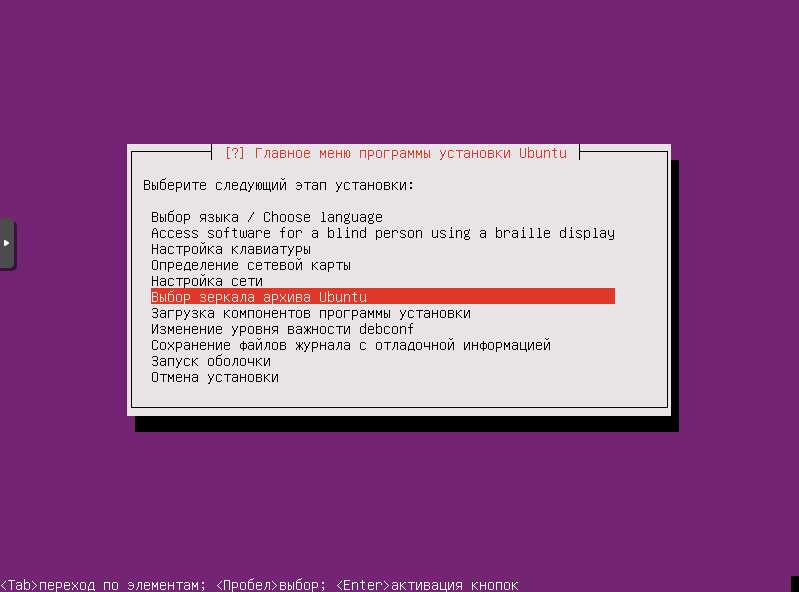 [?] Главное меню программы установки Ubuntu
Выберите следующий этап установки:
Выбор языка / Choose language
Access software for a blind person using a braille display
Настройка клавиатуры
Определение сетевой карты
Настройка сети
Выбор зеркала архива Ubuntu
Загрузка компонентов программы установки
Изменение уровня важности debconf
Сохранение файлов журнала с отладочной информацией
Запуск оболочки
Отмена установки
<Tab>переход по элементам; <Пробел>выбор; <Enter>активация кнопок